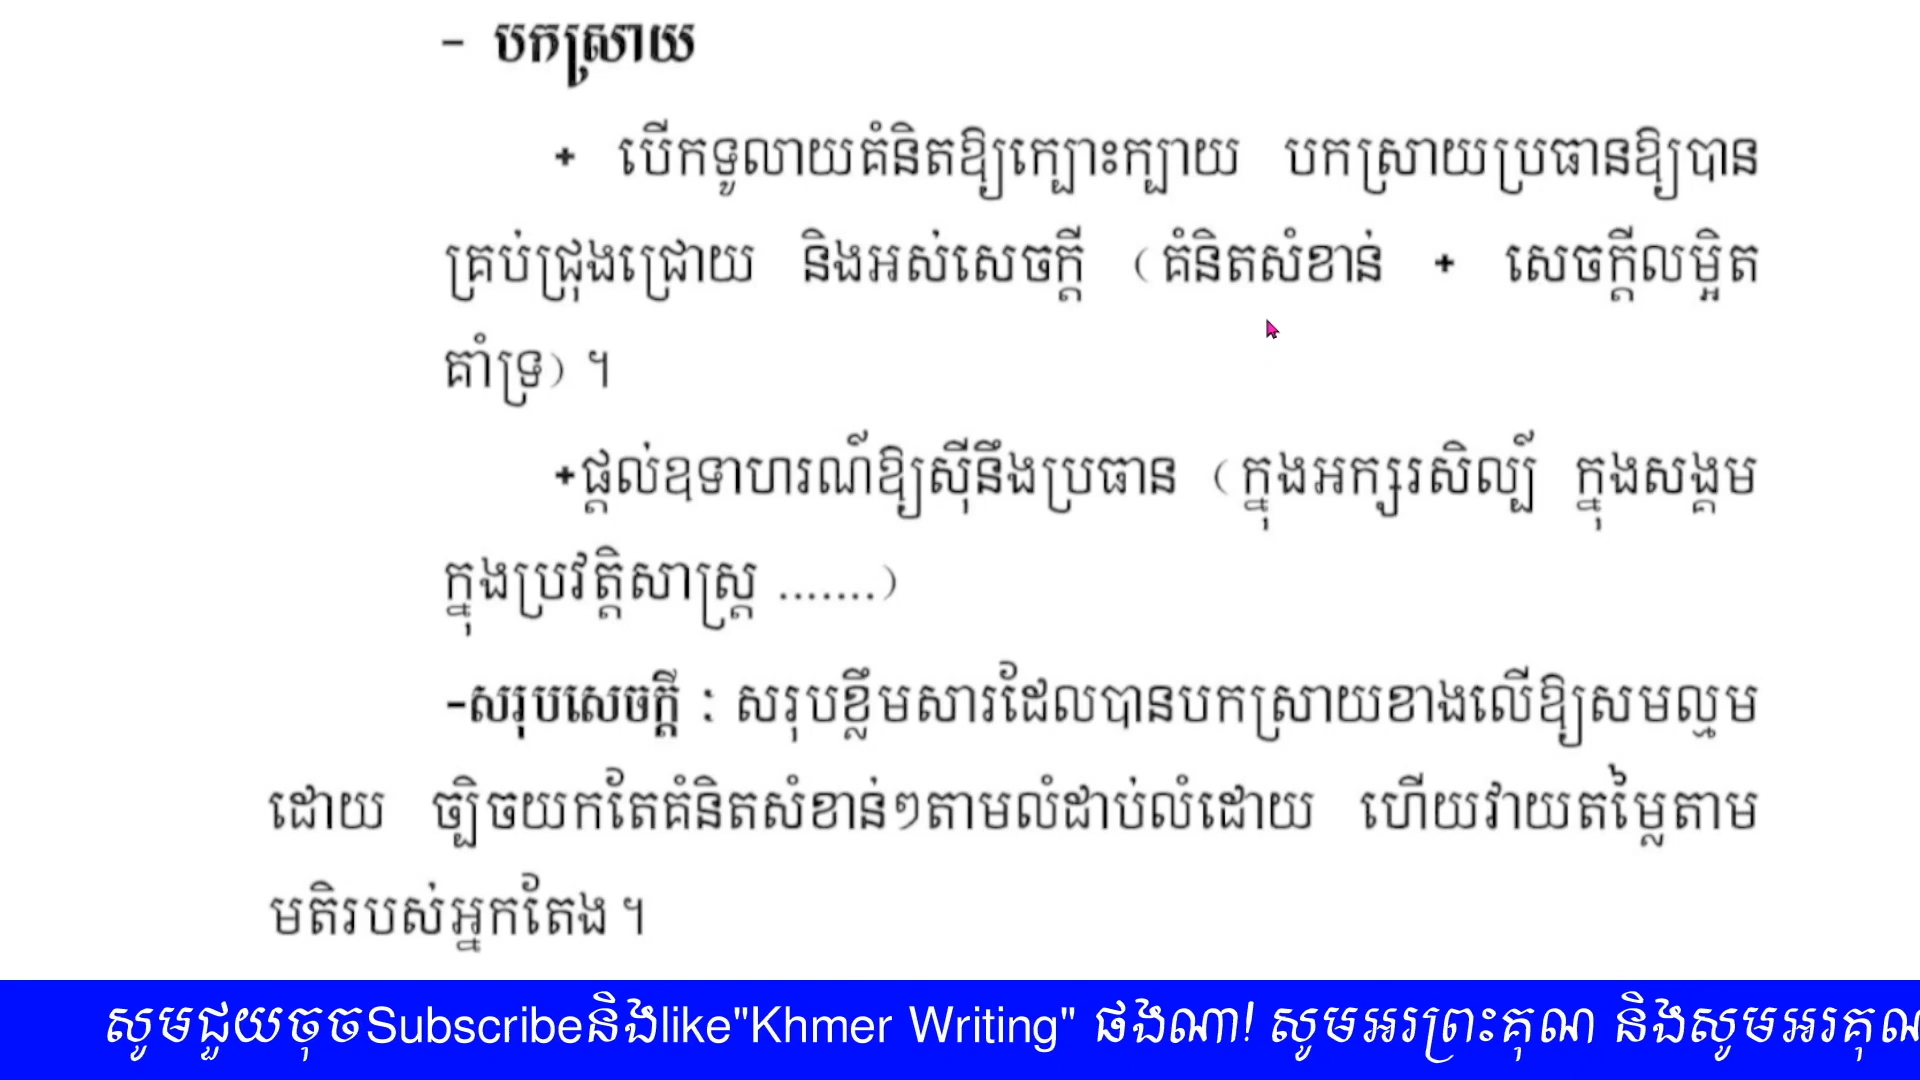 - បកស្រាយ
+ បើកទូលាយគំនិតឱ្យក្បោះក្បាយ បកស្រាយប្រធានឱ្យបាន
គ្រប់ជ្រុងជ្រោយ និងអស់សេចក្តី (គំនិតសំខាន់ + សេចក្តីលម្អិត
គាំទ្រ) ។
+ផ្តល់ឧទាហរណ៍ឱ្យស៊ីនឹងប្រធាន (ក្នុងអក្សរសិល្ប៍ ក្នុងសង្គម
ក្នុងប្រវត្តិសាស្ត្រ .......)
-សរុបសេចក្តី : សរុបខ្លឹមសារដែលបានបកស្រាយខាងលើឱ្យសមល្មម
ដោយ ច្បិចយកតែគំនិតសំខាន់ៗតាមលំដាប់លំដោយ ហើយវាយតម្លៃតាម
មតិរបស់អ្នកតែង ។
សូមជួយចុចSubscribeនិងlike"Khmer Writing" ផងណា! សូមអរព្រះគុណ និងសូមអរគុណ